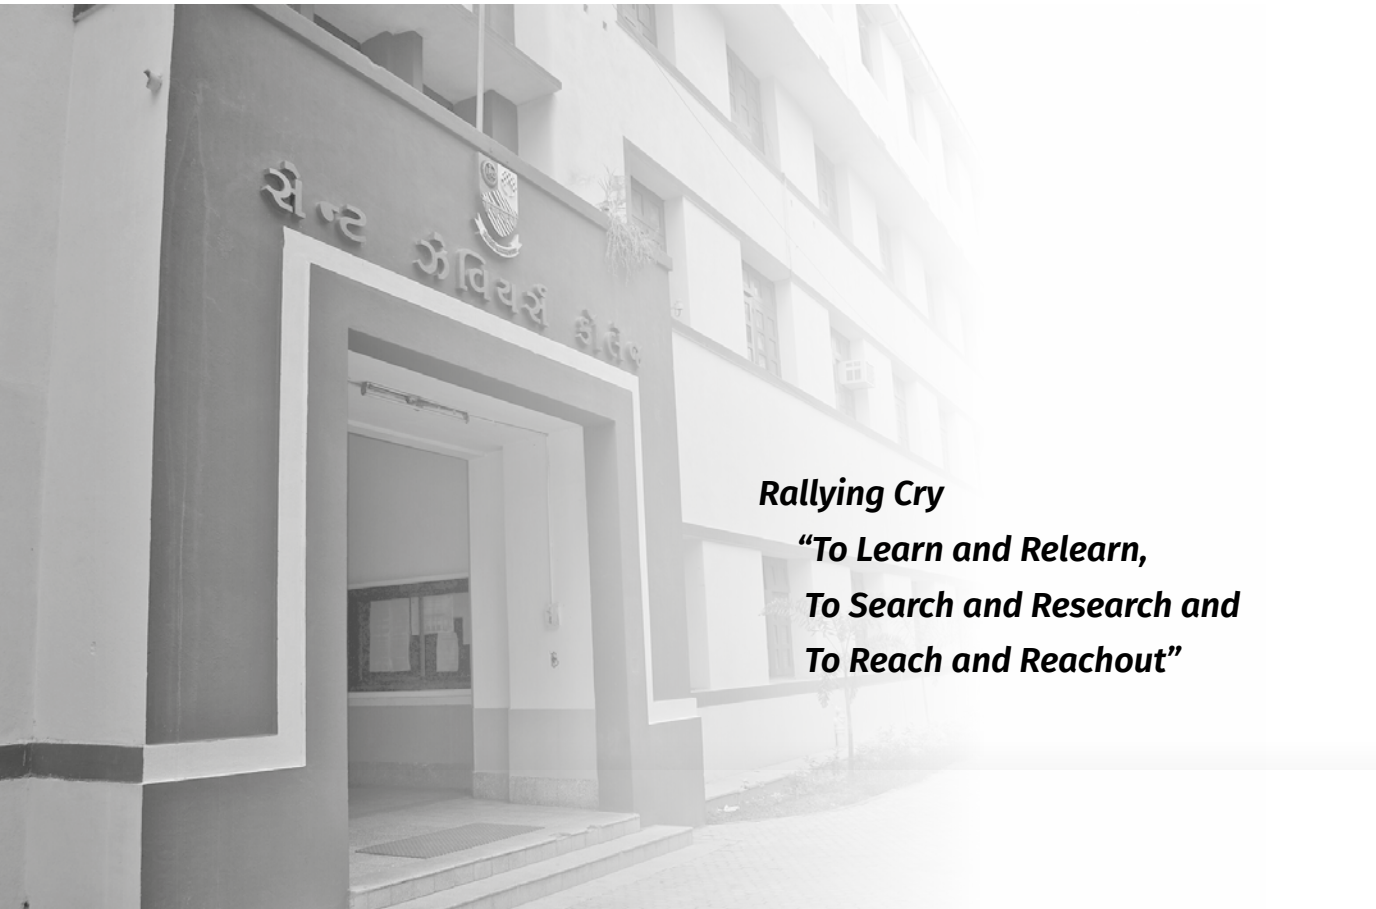 સેન્ટ ઝેવિયર્સ કોલેજ
Rallying Cry
“To Learn and Relearn,
To Search and Research and
To Reach and Reachout”